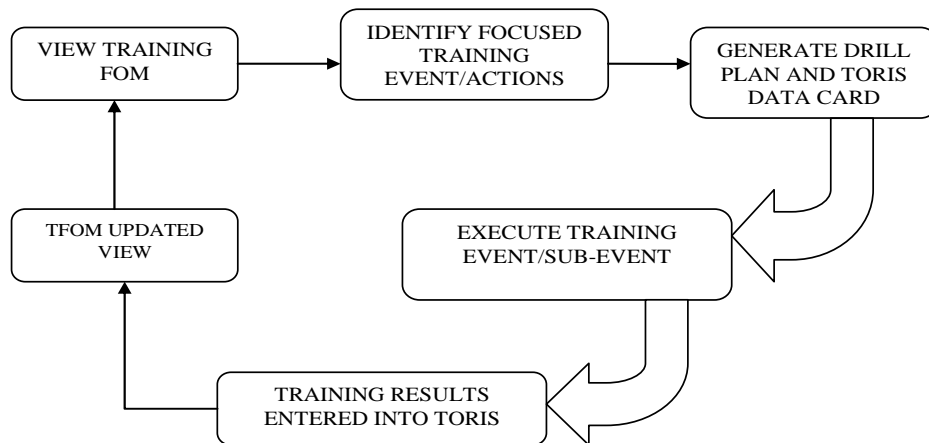 VIEW TRAINING
FOM
IDENTIFY FOCUSED
TRAINING
EVENT/ACTIONS
GENERATE DRILL
PLAN AND TORIS
DATA CARD
EXECUTE TRAINING
EVENT/SUB-EVENT
TRAINING RESULTS
ENTERED INTO TORIS
TFOM UPDATED
VIEW